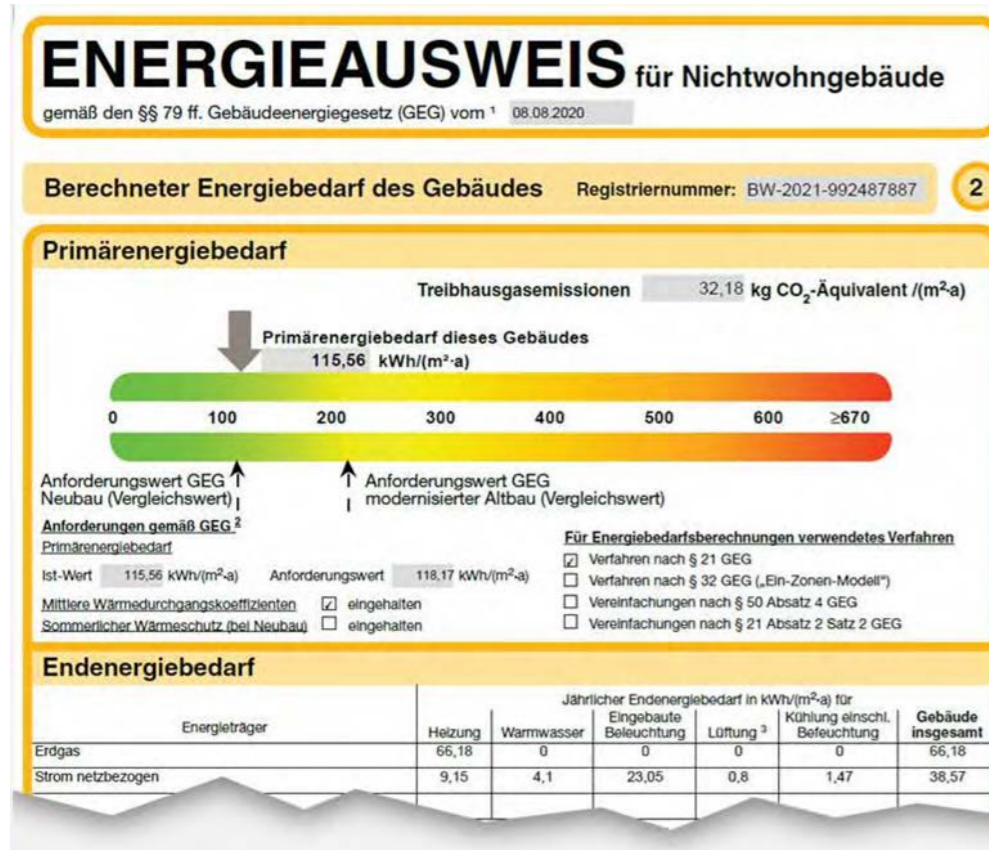 ENERGIEAUSWEIS für Nichtwohngebäude
gemäß den §§ 79 ff. Gebäudeenergiegesetz (GEG) vom ¹ 08.08.2020
Berechneter Energiebedarf des Gebäudes Registriernummer: BW-2021-992487887 2
Primärenergiebedarf
Treibhausgasemissionen 32,18 kg CO₂-Äquivalent /(m²·a)
Primärenergiebedarf dieses Gebäudes
115,56 kWh/(m²·a)
0 100 200 300 400 500 600 ≥670
Anforderungswert GEG
Neubau (Vergleichswert)
Anforderungswert GEG
modernisierter Altbau (Vergleichswert)
Anforderungen gemäß GEG ²
Primärenergiebedarf
Ist-Wert 115,56 kWh/(m²·a) Anforderungswert 118,17 kWh/(m²·a)
Mittlere Wärmedurchgangskoeffizienten ☑ eingehalten
Sommerlicher Wärmeschutz (bei Neubau) ☐ eingehalten
Für Energiebedarfsberechnungen verwendetes Verfahren
☑ Verfahren nach § 21 GEG
☐ Verfahren nach § 32 GEG („Ein-Zonen-Modell")
☐ Vereinfachungen nach § 50 Absatz 4 GEG
☐ Vereinfachungen nach § 21 Absatz 2 Satz 2 GEG
Endenergiebedarf
Jährlicher Endenergiebedarf in kWh/(m²·a) für
Energieträger Heizung Warmwasser Eingebaute Beleuchtung Lüftung ³ Kühlung einschl. Befeuchtung Gebäude insgesamt
Erdgas 66,18 0 0 0 0 66,18
Strom netzbezogen 9,15 4,1 23,05 0,8 1,47 38,57